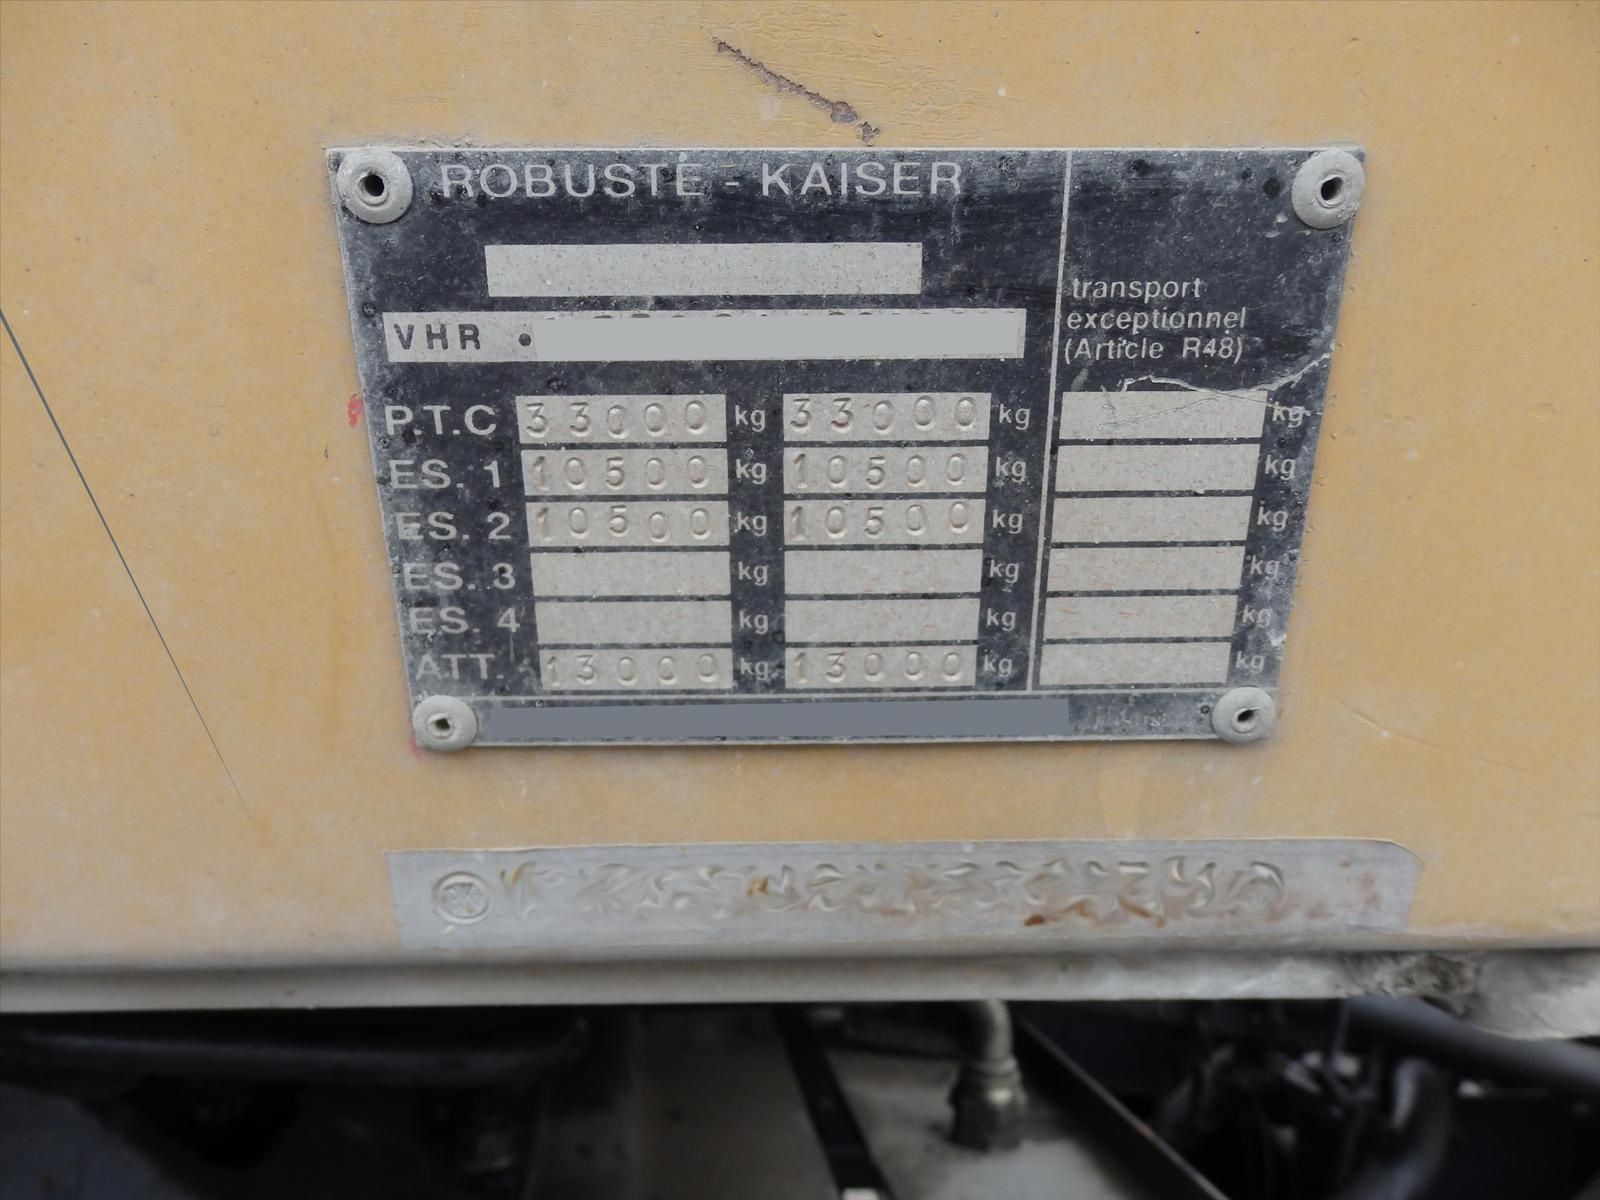 ROBUSTE - KAISER
transport
exceptionnel
(Article R48)
VHR
P.T.C 33000 kg 33000 kg kg
ES. 1 10500 kg 10500 kg kg
ES. 2 10500 kg 10500 kg kg
ES. 3 kg kg kg
ES. 4 kg kg kg
ATT. 13000 kg 13000 kg kg